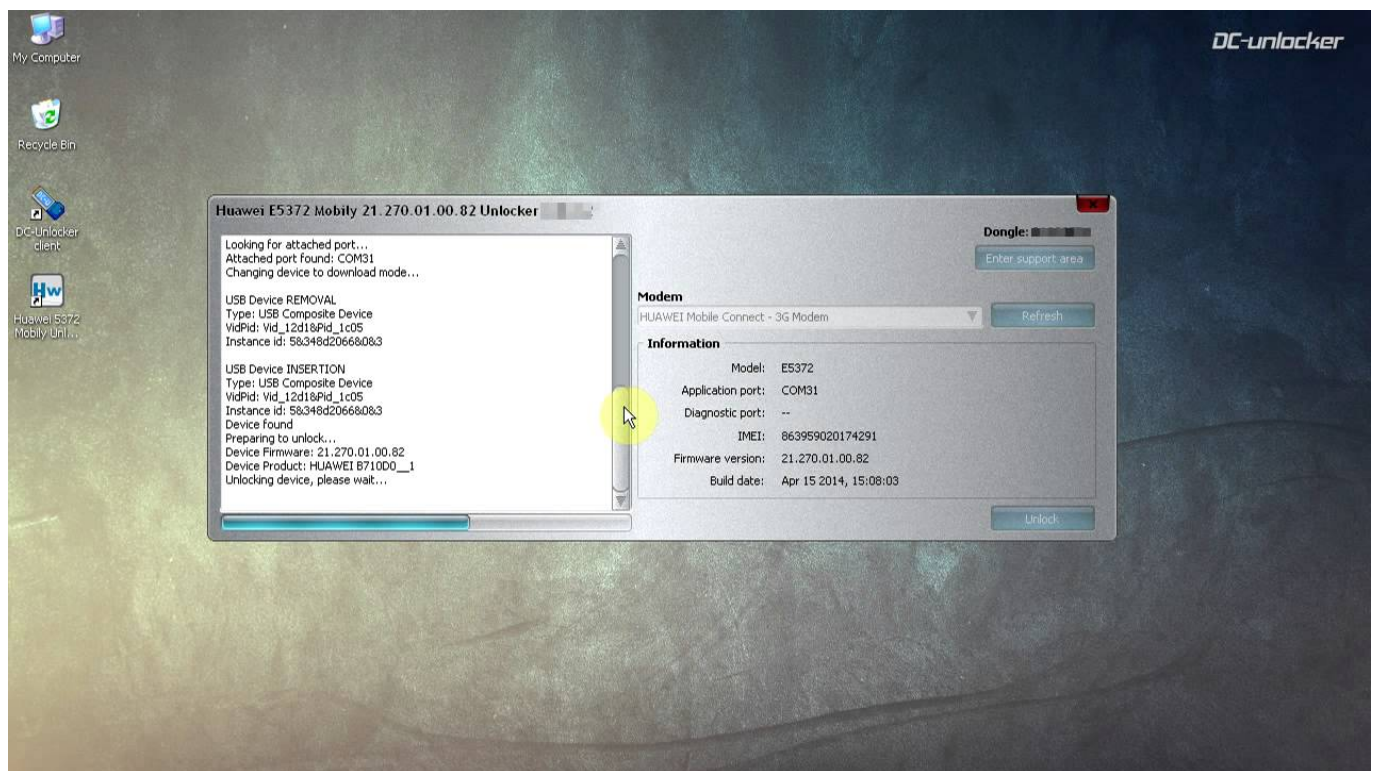 My Computer
DC-unlocker
Recycle Bin
DC-Unlocker
client
Huawei 5372
Mobily Unl...
Huawei E5372 Mobily 21.270.01.00.82 Unlocker
Dongle:
Enter support area
Looking for attached port...
Attached port found: COM31
Changing device to download mode...
USB Device REMOVAL
Type: USB Composite Device
VidPid: Vid_12d1&Pid_1c05
Instance id: 5&348d2066&0&3
USB Device INSERTION
Type: USB Composite Device
VidPid: Vid_12d1&Pid_1c05
Instance id: 5&348d2066&0&3
Device found
Preparing to unlock...
Device Firmware: 21.270.01.00.82
Device Product: HUAWEI B710D0__1
Unlocking device, please wait...
Modem
HUAWEI Mobile Connect - 3G Modem
Refresh
Information
Model: E5372
Application port: COM31
Diagnostic port: --
IMEI: 863959020174291
Firmware version: 21.270.01.00.82
Build date: Apr 15 2014, 15:08:03
Unlock